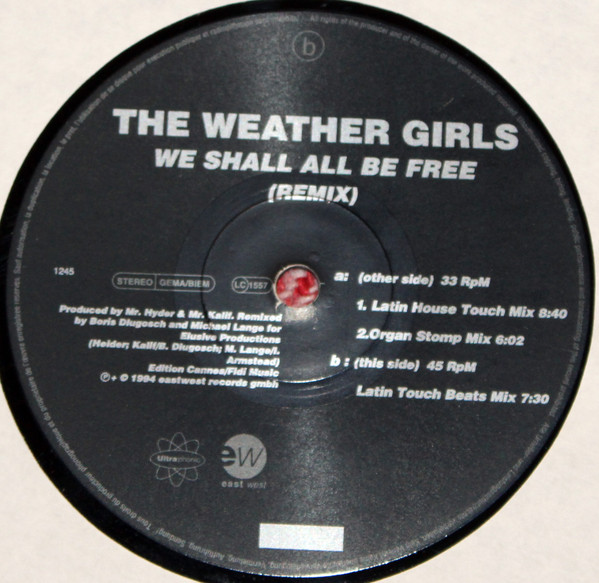 b
THE WEATHER GIRLS
WE SHALL ALL BE FREE
(REMIX)
1245
STEREO GEMA/BIEM
LC 1557
Produced by Mr. Hyder & Mr. Kalif. Remixed
by Boris Dlugosch and Michael Lange for
Elusive Productions
(Heider; Kalif/B. Dlugosch; M. Lange/I.
Armstead)
Edition Cannes/Fidi Music
℗ + © 1994 eastwest records gmbh
a: (other side) 33 RpM
1. Latin House Touch Mix 8:40
2.Organ Stomp Mix 6:02
b : (this side) 45 RpM
Latin Touch Beats Mix 7:30
Ultraphonic
ew
east west